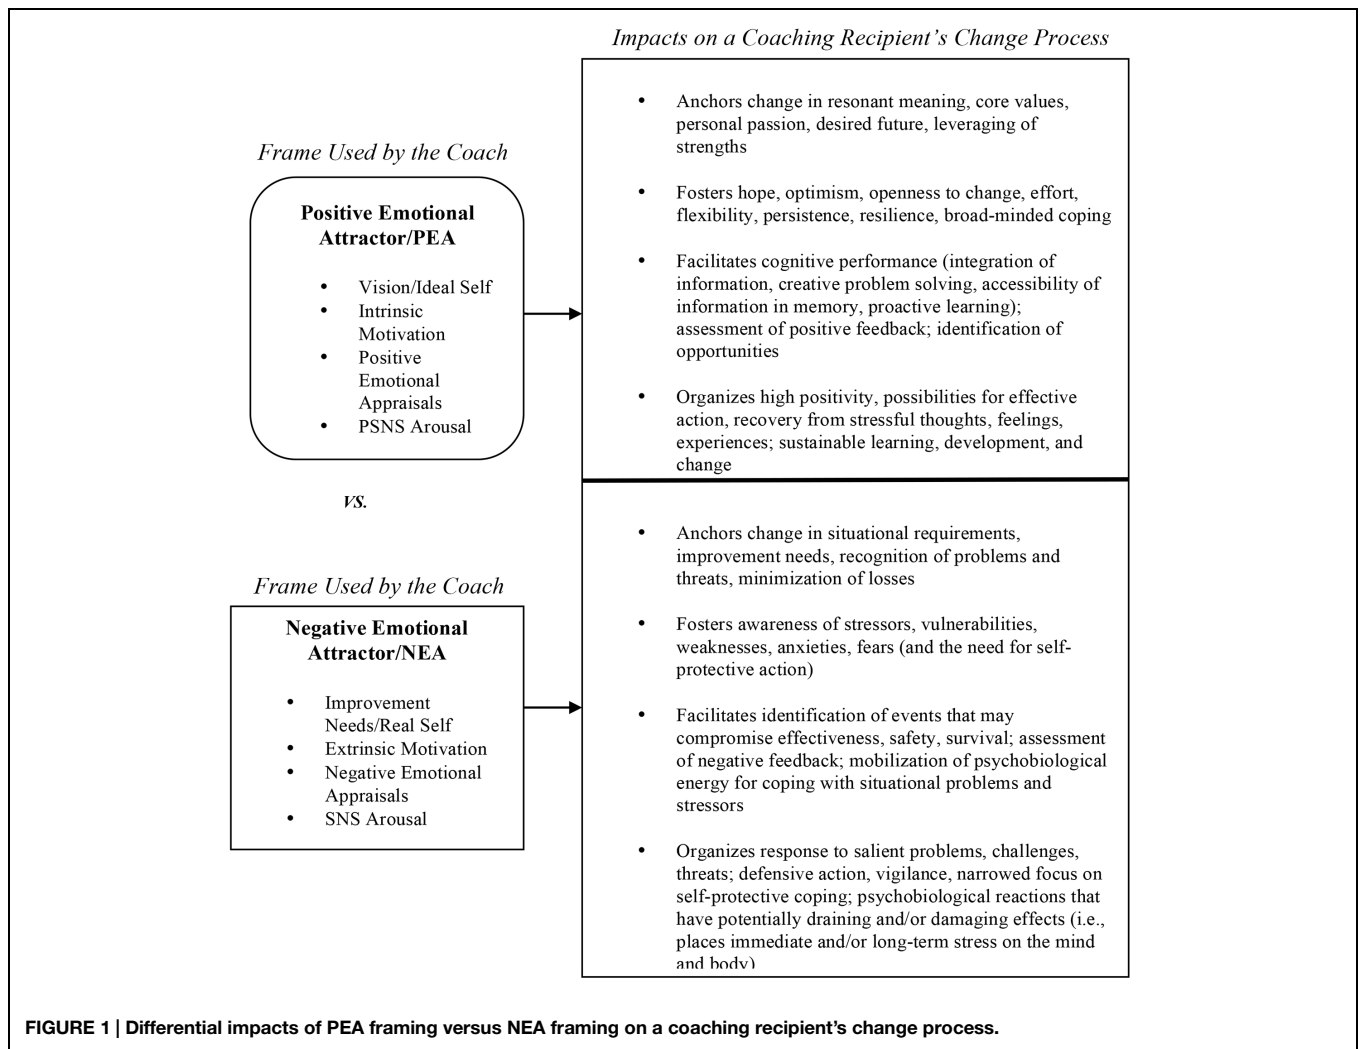 Impacts on a Coaching Recipient's Change Process
Frame Used by the Coach
Positive Emotional
Attractor/PEA
• Vision/Ideal Self
• Intrinsic
Motivation
• Positive
Emotional
Appraisals
• PSNS Arousal
• Anchors change in resonant meaning, core values,
personal passion, desired future, leveraging of
strengths
• Fosters hope, optimism, openness to change, effort,
flexibility, persistence, resilience, broad-minded coping
• Facilitates cognitive performance (integration of
information, creative problem solving, accessibility of
information in memory, proactive learning);
assessment of positive feedback; identification of
opportunities
• Organizes high positivity, possibilities for effective
action, recovery from stressful thoughts, feelings,
experiences; sustainable learning, development, and
change
VS.
Frame Used by the Coach
Negative Emotional
Attractor/NEA
• Improvement
Needs/Real Self
• Extrinsic Motivation
• Negative Emotional
Appraisals
• SNS Arousal
• Anchors change in situational requirements,
improvement needs, recognition of problems and
threats, minimization of losses
• Fosters awareness of stressors, vulnerabilities,
weaknesses, anxieties, fears (and the need for self-
protective action)
• Facilitates identification of events that may
compromise effectiveness, safety, survival; assessment
of negative feedback; mobilization of psychobiological
energy for coping with situational problems and
stressors
• Organizes response to salient problems, challenges,
threats; defensive action, vigilance, narrowed focus on
self-protective coping; psychobiological reactions that
have potentially draining and/or damaging effects (i.e.,
places immediate and/or long-term stress on the mind
and body)
FIGURE 1 | Differential impacts of PEA framing versus NEA framing on a coaching recipient's change process.